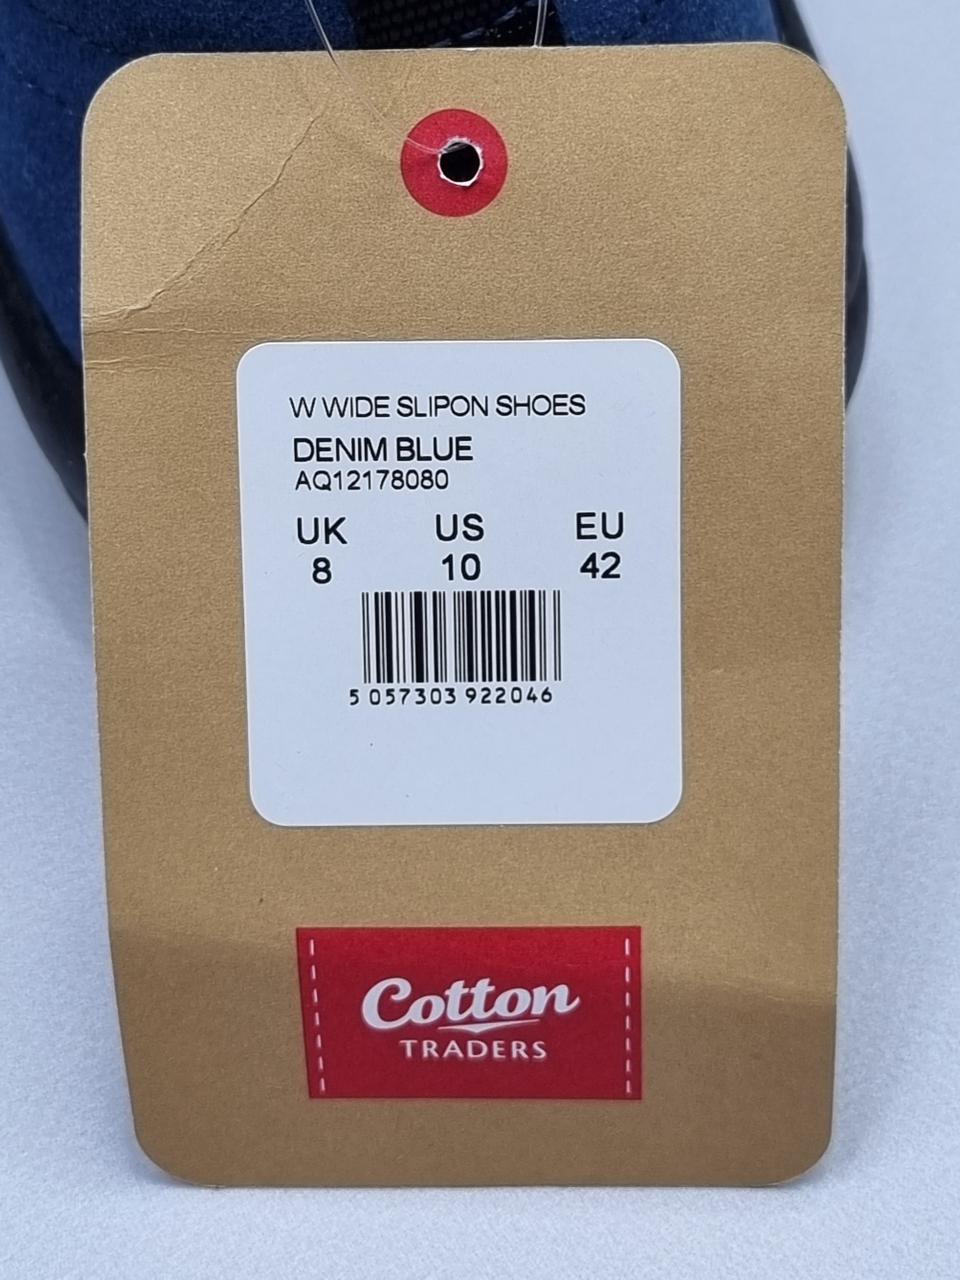 W WIDE SLIPON SHOES
DENIM BLUE
AQ12178080
UK US EU
8 10 42
5 057303 922046
Cotton
TRADERS